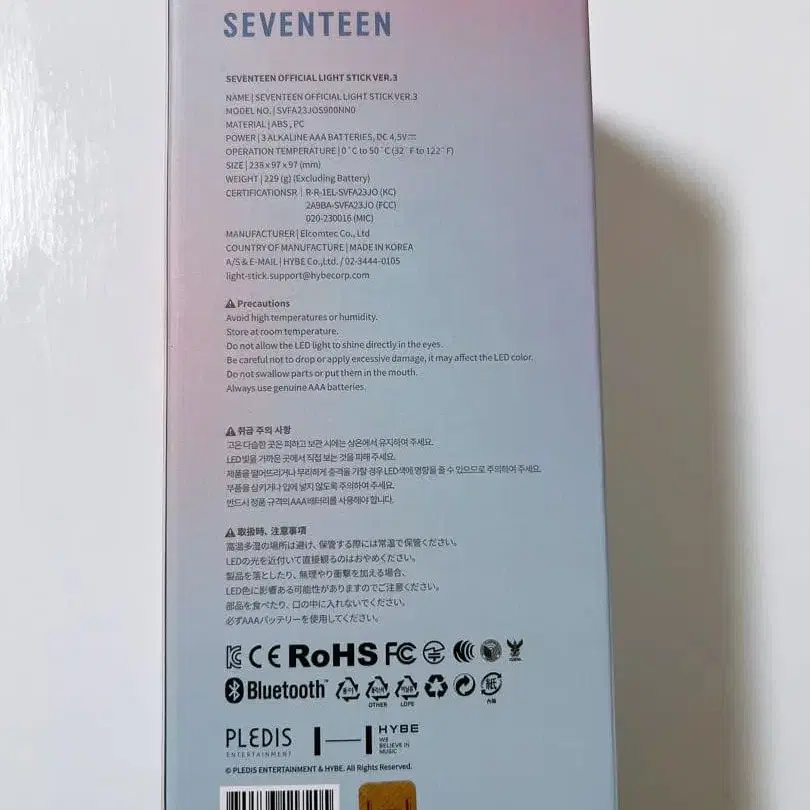 SEVENTEEN
SEVENTEEN OFFICIAL LIGHT STICK VER.3
NAME | SEVENTEEN OFFICIAL LIGHT STICK VER.3
MODEL NO. | SVFA23JOS900NN0
MATERIAL | ABS , PC
POWER | 3 ALKALINE AAA BATTERIES, DC 4.5V
OPERATION TEMPERATURE | 0˚C to 50˚C (32˚F to 122˚F)
SIZE | 238 x 97 x 97 (mm)
WEIGHT | 229 (g) (Excluding Battery)
CERTIFICATIONSR | R-R-1EL-SVFA23JO (KC)
2A9BA-SVFA23JO (FCC)
020-230016 (MIC)
MANUFACTURER | Elcomtec Co., Ltd
COUNTRY OF MANUFACTURE | MADE IN KOREA
A/S & E-MAIL | HYBE Co.,Ltd. / 02-3444-0105
light-stick.support@hybecorp.com
Precautions
Avoid high temperatures or humidity.
Store at room temperature.
Do not allow the LED light to shine directly in the eyes.
Be careful not to drop or apply excessive damage, it may affect the LED color.
Do not swallow parts or put them in the mouth.
Always use genuine AAA batteries.
취급 주의 사항
고온 다습한 곳은 피하고 보관 시에는 상온에서 유지하여 주세요.
LED 빛을 가까운 곳에서 직접 보는 것을 피해 주세요.
제품을 떨어뜨리거나 무리하게 충격을 가할 경우 LED 색에 영향을 줄 수 있으므로 주의하여 주세요.
부품을 삼키거나 입에 넣지 않도록 주의하여 주세요.
반드시 정품 규격의 AAA 배터리를 사용해야 합니다.
取扱時、注意事項
高温多湿の場所は避け、保管する際には常温で保管ください。
LEDの光を近付いて直接観るのはおやめください。
製品を落としたり、無理やり衝撃を加える場合、
LED色に影響ある可能性がありますのでご注意ください。
部品を食べたり、口の中に入れないでください。
必ずAAAバッテリーを使用してください。
CE RoHS FC
Bluetooth
OTHER LDPE
PLEDIS
ENTERTAINMENT
HYBE
WE
BELIEVE IN
MUSIC
© PLEDIS ENTERTAINMENT & HYBE. All Rights Reserved.